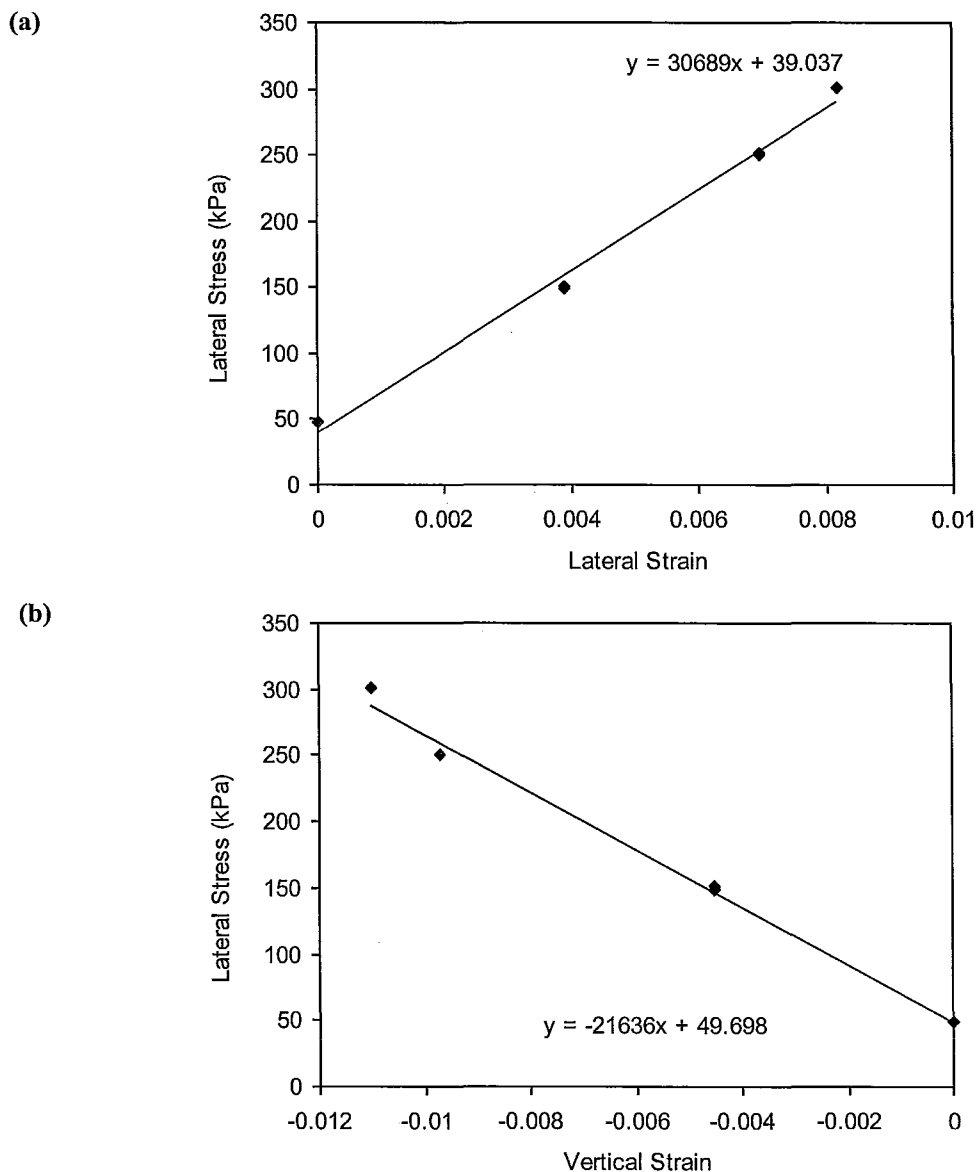 (a)
350
300
250
200
150
100
50
0
Lateral Stress (kPa)
y = 30689x + 39.037
0 0.002 0.004 0.006 0.008 0.01
Lateral Strain
(b)
350
300
250
200
150
100
50
0
Lateral Stress (kPa)
y = -21636x + 49.698
-0.012 -0.01 -0.008 -0.006 -0.004 -0.002 0
Vertical Strain